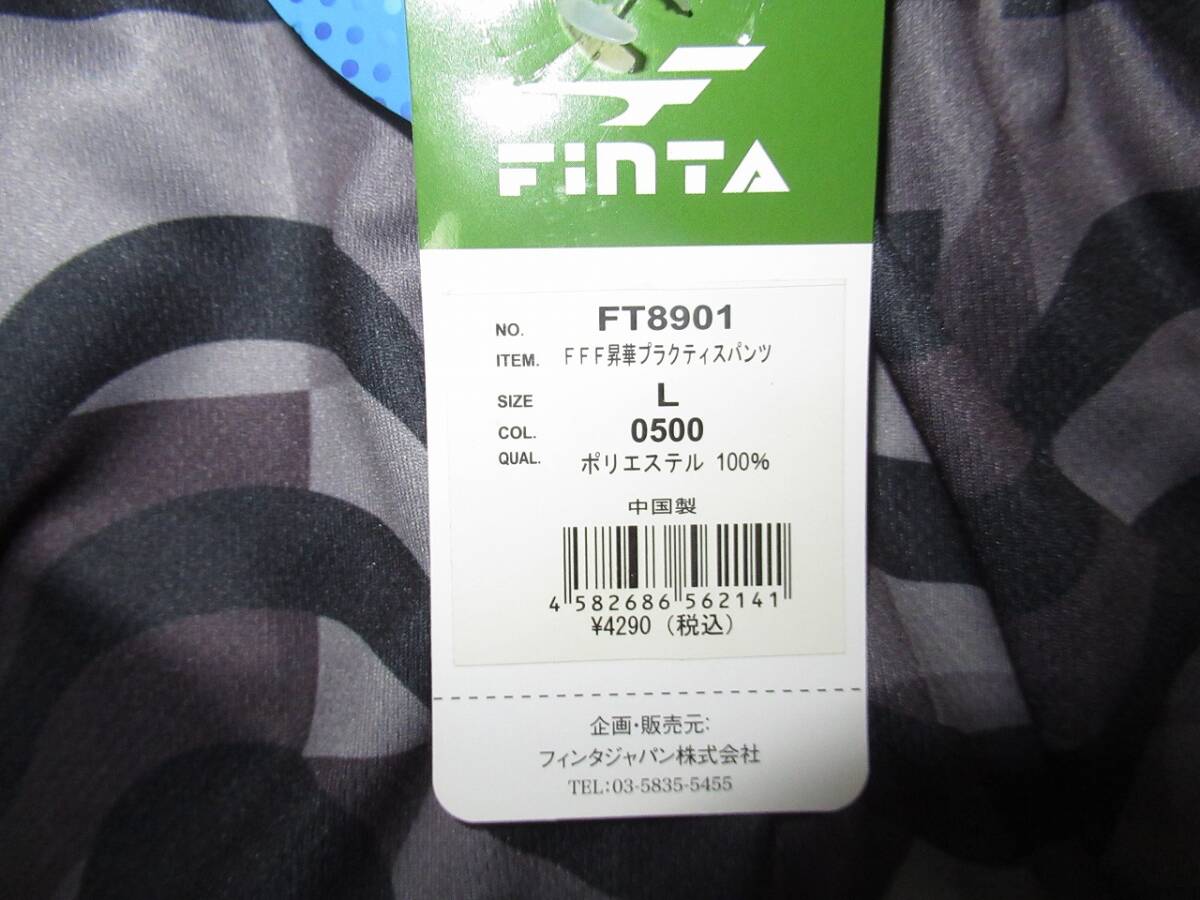 FiNTA
NO. FT8901
ITEM. FFF昇華プラクティスパンツ
SIZE L
COL. 0500
QUAL. ポリエステル 100%
中国製
4 582686 562141
¥4290 (税込)
企画・販売元:
フィンタジャパン株式会社
TEL:03-5835-5455